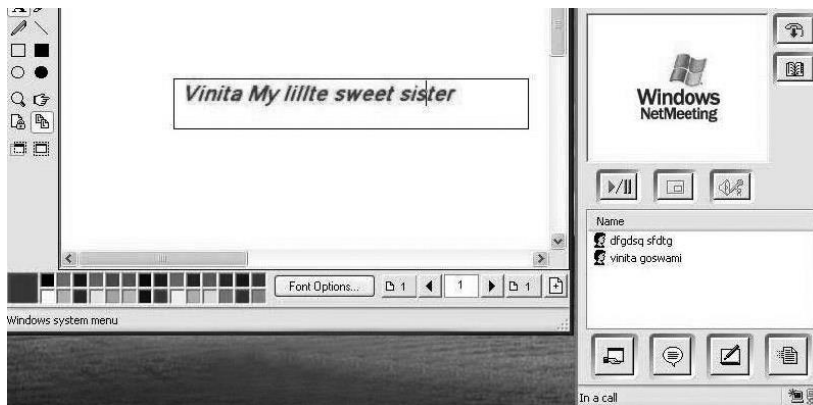 A
Vinita My lillte sweet sister
Font Options...
1
1
1
Windows system menu
Windows
NetMeeting
Name
dfgdsq sfdtg
vinita goswami
In a call